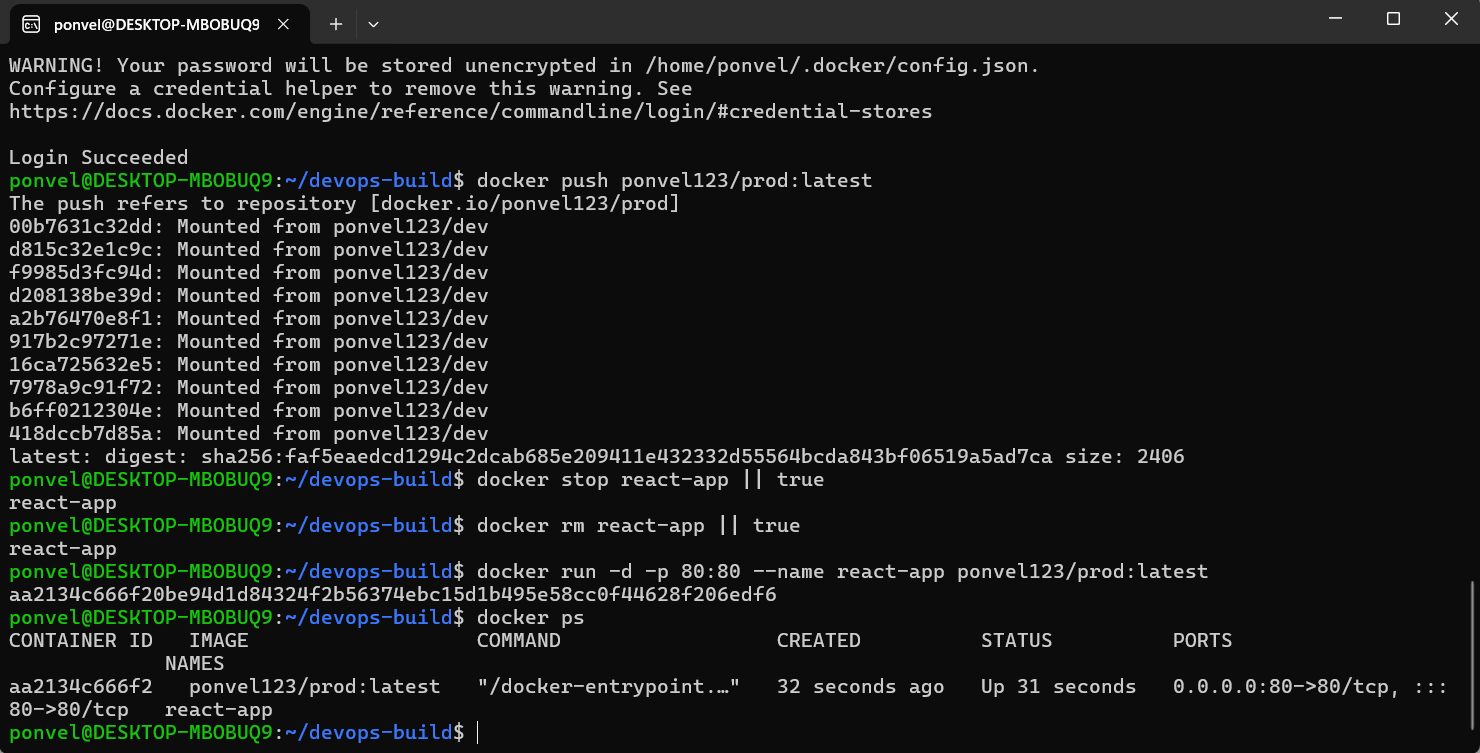 ponvel@DESKTOP-MBOBUQ9
WARNING! Your password will be stored unencrypted in /home/ponvel/.docker/config.json.
Configure a credential helper to remove this warning. See
https://docs.docker.com/engine/reference/commandline/login/#credential-stores
Login Succeeded
ponvel@DESKTOP-MBOBUQ9:~/devops-build$ docker push ponvel123/prod:latest
The push refers to repository [docker.io/ponvel123/prod]
00b7631c32dd: Mounted from ponvel123/dev
d815c32e1c9c: Mounted from ponvel123/dev
f9985d3fc94d: Mounted from ponvel123/dev
d208138be39d: Mounted from ponvel123/dev
a2b76470e8f1: Mounted from ponvel123/dev
917b2c97271e: Mounted from ponvel123/dev
16ca725632e5: Mounted from ponvel123/dev
7978a9c91f72: Mounted from ponvel123/dev
b6ff0212304e: Mounted from ponvel123/dev
418dccb7d85a: Mounted from ponvel123/dev
latest: digest: sha256:faf5eaedcd1294c2dcab685e209411e432332d55564bcda843bf06519a5ad7ca size: 2406
ponvel@DESKTOP-MBOBUQ9:~/devops-build$ docker stop react-app || true
react-app
ponvel@DESKTOP-MBOBUQ9:~/devops-build$ docker rm react-app || true
react-app
ponvel@DESKTOP-MBOBUQ9:~/devops-build$ docker run -d -p 80:80 --name react-app ponvel123/prod:latest
aa2134c666f20be94d1d84324f2b56374ebc15d1b495e58cc0f44628f206edf6
ponvel@DESKTOP-MBOBUQ9:~/devops-build$ docker ps
CONTAINER ID   IMAGE                   COMMAND                  CREATED          STATUS          PORTS
             NAMES
aa2134c666f2   ponvel123/prod:latest   "/docker-entrypoint.…"   32 seconds ago   Up 31 seconds   0.0.0.0:80->80/tcp, :::
80->80/tcp   react-app
ponvel@DESKTOP-MBOBUQ9:~/devops-build$